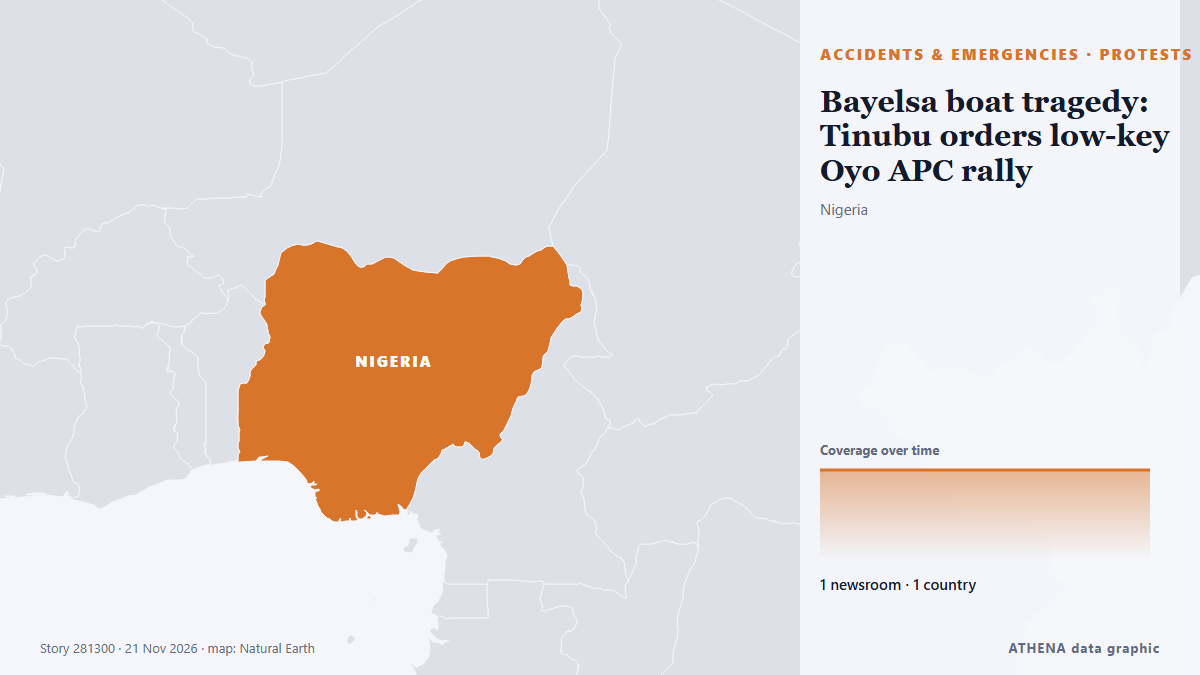 ACCIDENTS & EMERGENCIES · PROTESTS
Bayelsa boat tragedy:
Tinubu orders low-key
Oyo APC rally
Nigeria
NIGERIA
Coverage over time
1 newsroom · 1 country
Story 281300 · 21 Nov 2026 · map: Natural Earth
ATHENA data graphic